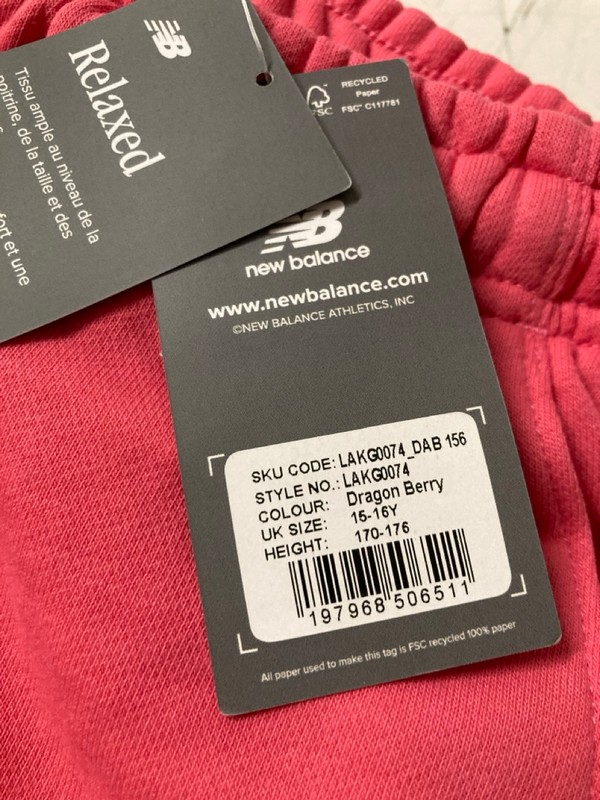 NB
Relaxed
Tissu ample au niveau de la
poitrine, de la taille et des
fort et une
FSC
RECYCLED
Paper
FSC™ C117781
new balance
www.newbalance.com
©NEW BALANCE ATHLETICS, INC
SKU CODE: LAKG0074_DAB 156
STYLE NO.: LAKG0074
COLOUR: Dragon Berry
UK SIZE: 15-16Y
HEIGHT: 170-176
197968 506511
All paper used to make this tag is FSC recycled 100% paper